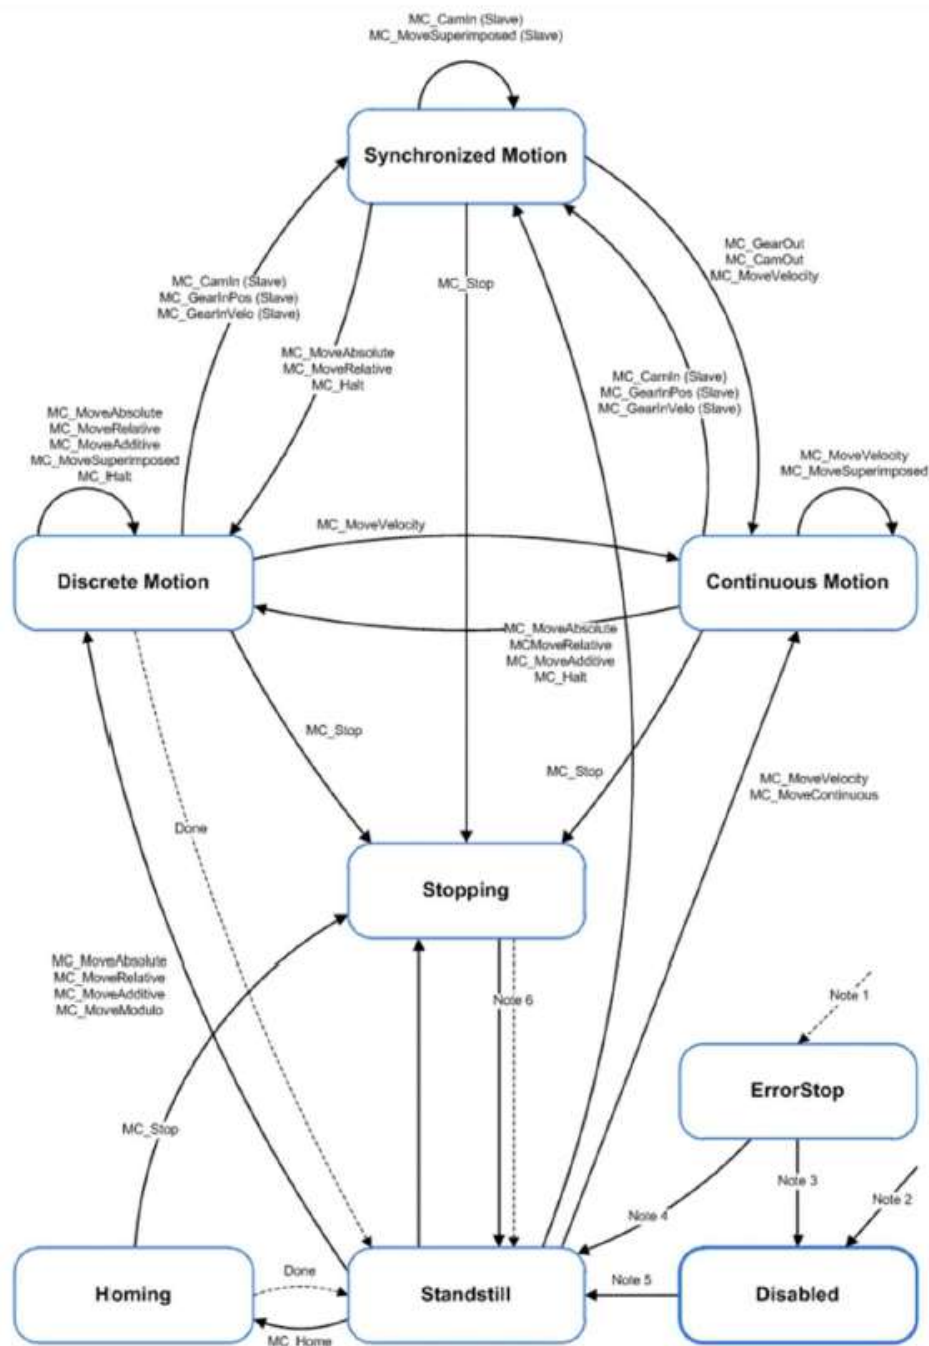 MC_CamIn (Slave)
MC_MoveSuperimposed (Slave)
Synchronized Motion
MC_GearOut
MC_CamOut
MC_MoveVelocity
MC_CamIn (Slave)
MC_GearInPos (Slave)
MC_GearInVelo (Slave)
MC_Stop
MC_MoveAbsolute
MC_MoveRelative
MC_Halt
MC_CamIn (Slave)
MC_GearInPos (Slave)
MC_GearInVelo (Slave)
MC_MoveAbsolute
MC_MoveRelative
MC_MoveAdditive
MC_MoveSuperimposed
MC_Halt
MC_MoveVelocity
MC_MoveSuperimposed
MC_MoveVelocity
Discrete Motion
Continuous Motion
MC_MoveAbsolute
MCMoveRelative
MC_MoveAdditive
MC_Halt
MC_Stop
MC_Stop
MC_MoveVelocity
MC_MoveContinuous
Done
Stopping
MC_MoveAbsolute
MC_MoveRelative
MC_MoveAdditive
MC_MoveModulo
Note 6
Note 1
ErrorStop
MC_Stop
Note 3
Note 2
Note 4
Done
Note 5
Homing
Standstill
Disabled
MC_Home